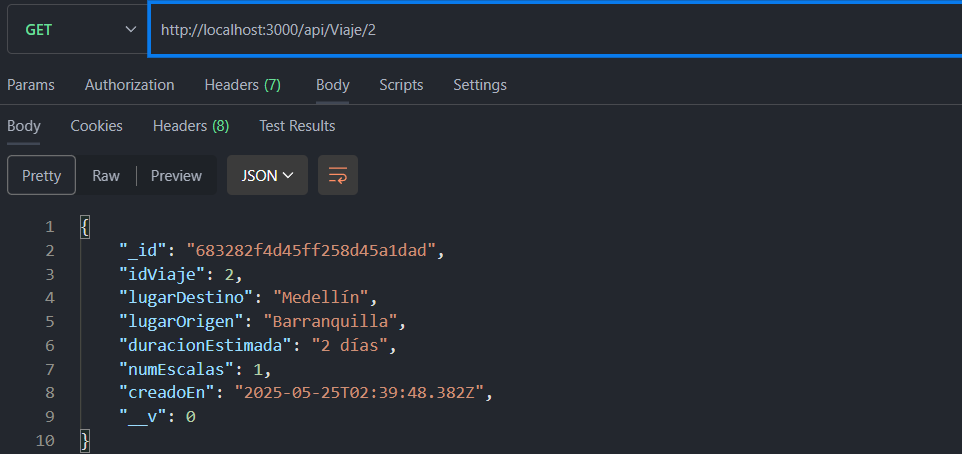 GET http://localhost:3000/api/Viaje/2
Params Authorization Headers (7) Body Scripts Settings
Body Cookies Headers (8) Test Results
Pretty Raw Preview JSON
1 {
2 "_id": "683282f4d45ff258d45a1dad",
3 "idViaje": 2,
4 "lugarDestino": "Medellín",
5 "lugarOrigen": "Barranquilla",
6 "duracionEstimada": "2 días",
7 "numEscalas": 1,
8 "creadoEn": "2025-05-25T02:39:48.382Z",
9 "__v": 0
10 }